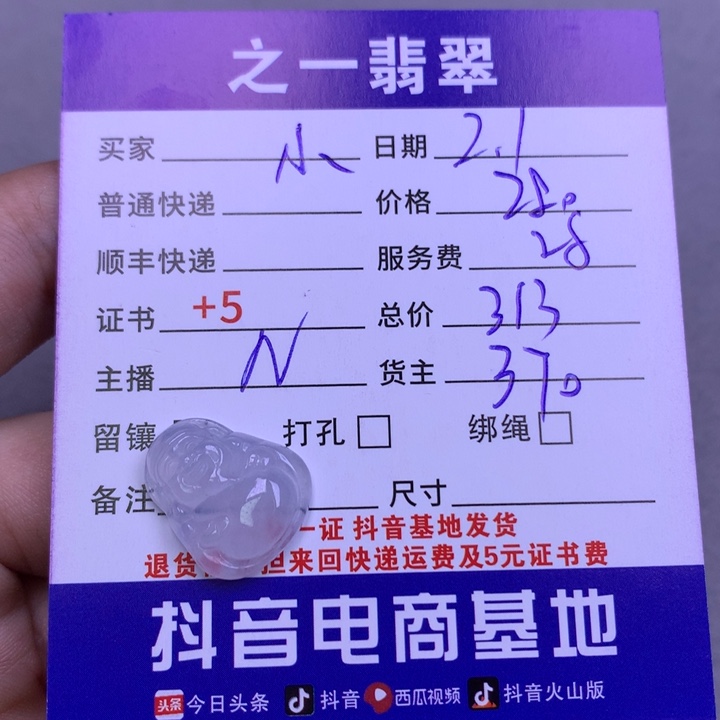 之一翡翠
买家 小 日期 2.1
普通快递 价格 280
顺丰快递 服务费 28
证书 +5 总价 313
主播 N 货主 370
留镶 打孔 绑绳
备注 尺寸
一证 抖音基地发货
退货 担来回快递运费及5元证书费
抖音电商基地
头条 今日头条 抖音 西瓜视频 抖音火山版